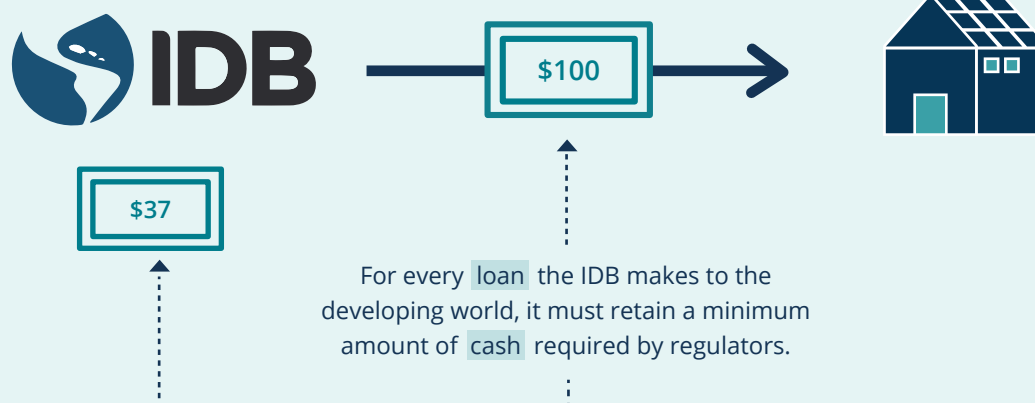 IDB
$100
$37
For every loan the IDB makes to the
developing world, it must retain a minimum
amount of cash required by regulators.